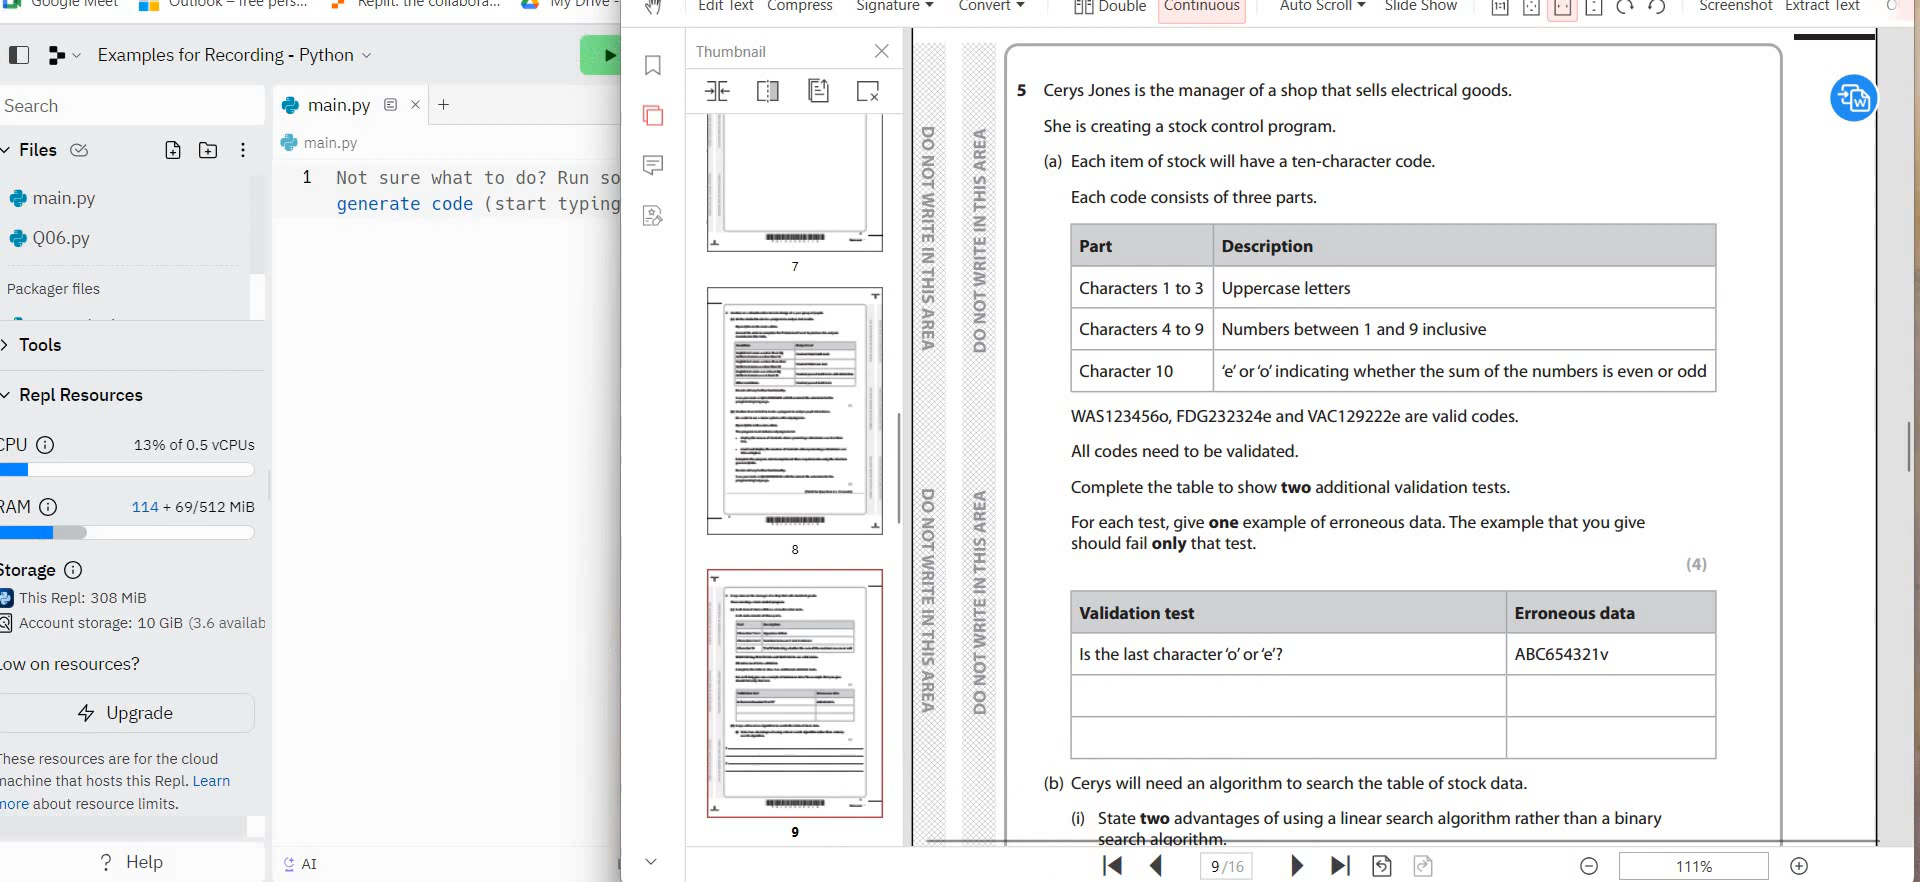 Google Meet
Outlook – free pers...
Replit: the collabora...
My Drive -
Examples for Recording - Python
Search
Files
main.py
Q06.py
Packager files
Tools
Repl Resources
CPU
13% of 0.5 vCPUs
RAM
114 + 69/512 MiB
Storage
This Repl: 308 MiB
Account storage: 10 GiB (3.6 availab
Low on resources?
Upgrade
These resources are for the cloud
machine that hosts this Repl. Learn
more about resource limits.
? Help
main.py
main.py
1 Not sure what to do? Run so
generate code (start typing
AI
Edit Text
Compress
Signature
Convert
Double
Continuous
Auto Scroll
Slide Show
Screenshot
Extract Text
Thumbnail
7
8
9
DO NOT WRITE IN THIS AREA
DO NOT WRITE IN THIS AREA
DO NOT WRITE IN THIS AREA
DO NOT WRITE IN THIS AREA
5 Cerys Jones is the manager of a shop that sells electrical goods.
She is creating a stock control program.
(a) Each item of stock will have a ten-character code.
Each code consists of three parts.
Part Description
Characters 1 to 3 Uppercase letters
Characters 4 to 9 Numbers between 1 and 9 inclusive
Character 10 ‘e’ or ‘o’ indicating whether the sum of the numbers is even or odd
WAS123456o, FDG232324e and VAC129222e are valid codes.
All codes need to be validated.
Complete the table to show two additional validation tests.
For each test, give one example of erroneous data. The example that you give
should fail only that test.
(4)
Validation test Erroneous data
Is the last character ‘o’ or ‘e’? ABC654321v
(b) Cerys will need an algorithm to search the table of stock data.
(i) State two advantages of using a linear search algorithm rather than a binary
search algorithm.
9 /16
111%